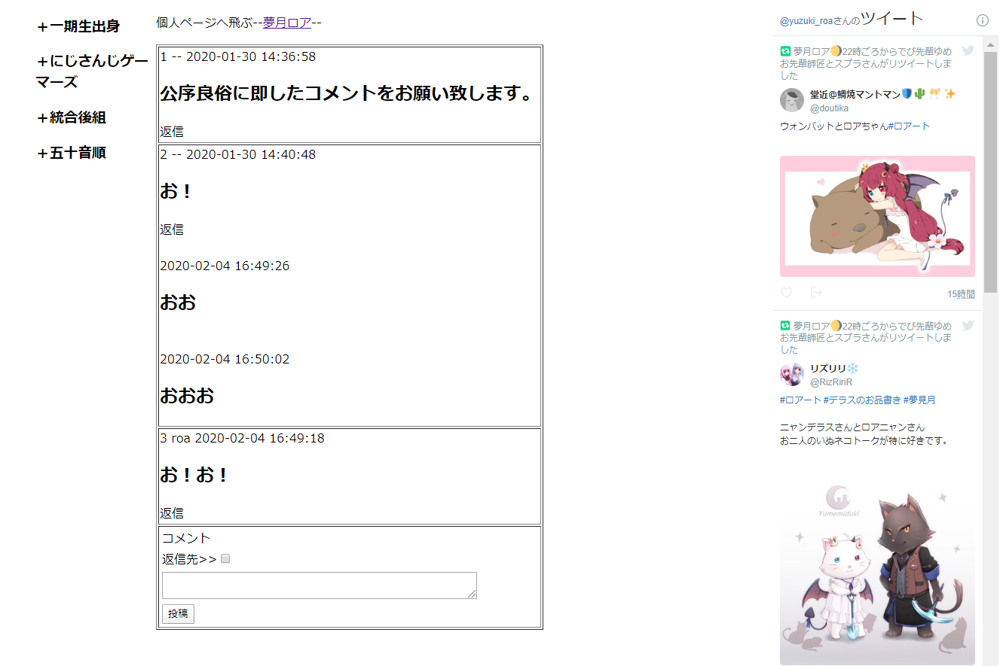 +一期生出身
+にじさんじゲー
マーズ
+統合後組
+五十音順
個人ページへ飛ぶ--夢月ロア--
1 -- 2020-01-30 14:36:58
公序良俗に即したコメントをお願い致します。
返信
2 -- 2020-01-30 14:40:48
お！
返信
2020-02-04 16:49:26
おお
2020-02-04 16:50:02
おおお
3 roa 2020-02-04 16:49:18
お！お！
返信
コメント
返信先>>
投稿
@yuzuki_roaさんのツイート
夢月ロア🌖22時ごろからでび先輩ゆめ
お先輩師匠とスプラさんがリツイートしま
した
堂近@鯛焼マントマン🛡️🌵🥂✨
@doutika
ウォンバットとロアちゃん#ロアート
15時間
夢月ロア🌖22時ごろからでび先輩ゆめ
お先輩師匠とスプラさんがリツイートしま
した
リズリリ❄️
@RizRiriR
#ロアート #デラスのお品書き #夢見月
ニャンデラスさんとロアニャンさん
お二人のいぬネコトークが特に好きです。
Yumemiduki